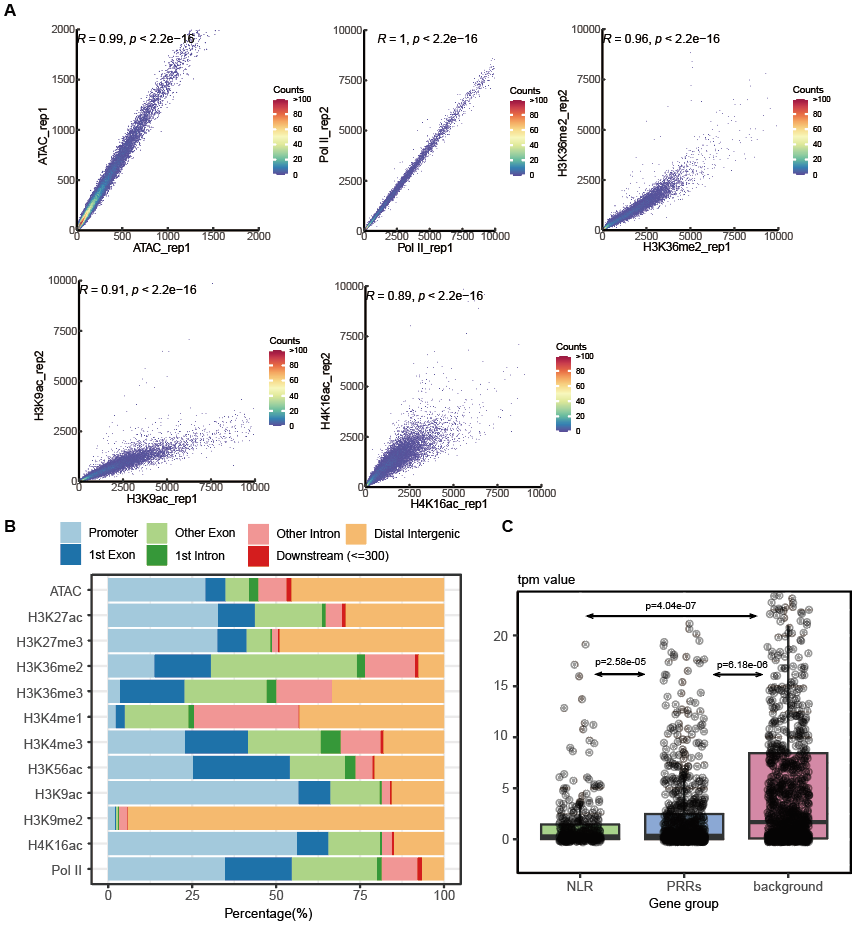 A
R = 0.99, p < 2.2e−16
2000
1500
1000
500
0
ATAC_rep1
0 500 1000 1500 2000
ATAC_rep1
Counts
>100
80
60
40
20
0
R = 1, p < 2.2e−16
10000
7500
5000
2500
0
Pol II_rep2
0 2500 5000 7500 10000
Pol II_rep1
Counts
>100
80
60
40
20
0
R = 0.96, p < 2.2e−16
10000
7500
5000
2500
0
H3K36me2_rep2
0 2500 5000 7500 10000
H3K36me2_rep1
Counts
>100
80
60
40
20
0
R = 0.91, p < 2.2e−16
10000
7500
5000
2500
0
H3K9ac_rep2
0 2500 5000 7500 10000
H3K9ac_rep1
Counts
>100
80
60
40
20
0
R = 0.89, p < 2.2e−16
10000
7500
5000
2500
0
H4K16ac_rep2
0 2500 5000 7500 10000
H4K16ac_rep1
Counts
>100
80
60
40
20
0
B
Promoter Other Exon Other Intron Distal Intergenic
1st Exon 1st Intron Downstream (<=300)
ATAC
H3K27ac
H3K27me3
H3K36me2
H3K36me3
H3K4me1
H3K4me3
H3K56ac
H3K9ac
H3K9me2
H4K16ac
Pol II
0 25 50 75 100
Percentage(%)
C
tpm value
p=4.04e-07
p=2.58e-05 p=6.18e-06
20
15
10
5
0
NLR PRRs background
Gene group